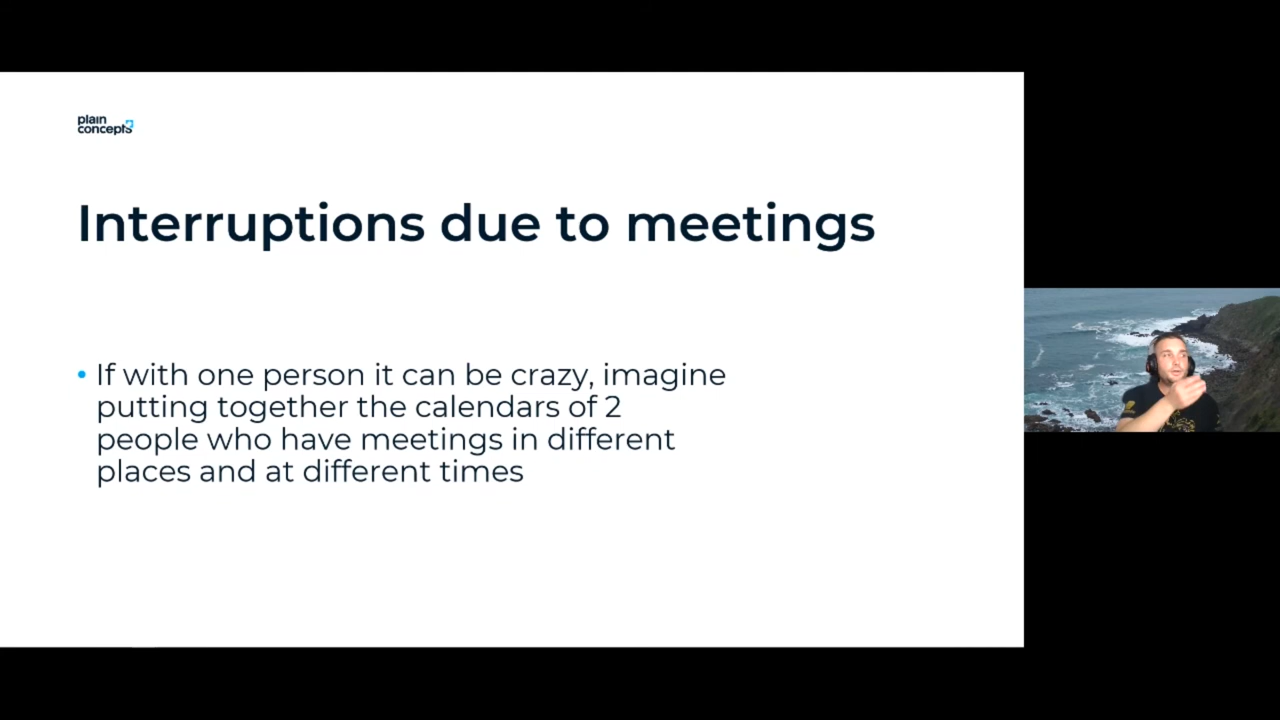 plain
concepts
Interruptions due to meetings
• If with one person it can be crazy, imagine
putting together the calendars of 2
people who have meetings in different
places and at different times